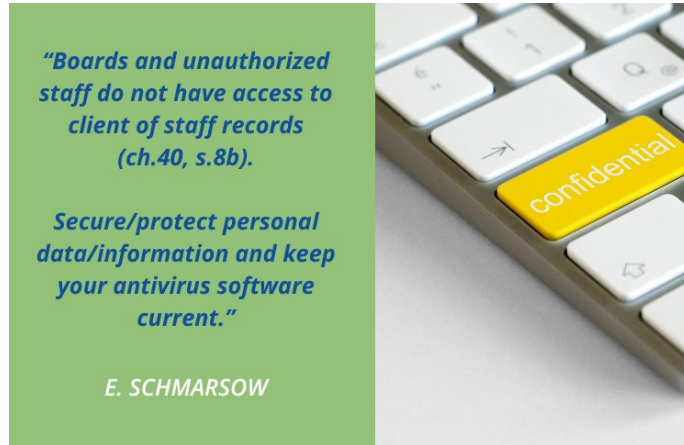 “Boards and unauthorized
staff do not have access to
client of staff records
(ch.40, s.8b).
Secure/protect personal
data/information and keep
your antivirus software
current.”
E. SCHMARSOW
Q @
confidential